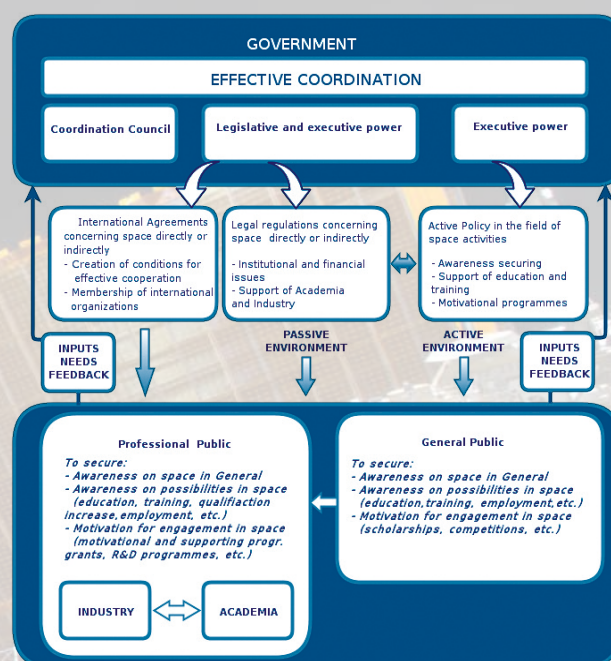 GOVERNMENT
EFFECTIVE COORDINATION
Coordination Council
Legislative and executive power
Executive power
International Agreements
concerning space directly or
indirectly
- Creation of conditions for
effective cooperation
- Membership of international
organizations
Legal regulations concerning
space directly or indirectly
- Institutional and financial
issues
- Support of Academia
and Industry
Active Policy in the field of
space activities
- Awareness securing
- Support of education and
training
- Motivational programmes
INPUTS
NEEDS
FEEDBACK
PASSIVE
ENVIRONMENT
ACTIVE
ENVIRONMENT
INPUTS
NEEDS
FEEDBACK
Professional Public
To secure:
- Awareness on space in General
- Awareness on possibilities in space
(education, training, qualifiaction
increase,employment, etc.)
- Motivation for engagement in space
(motivational and supporting progr.
grants, R&D programmes, etc.)
INDUSTRY
ACADEMIA
General Public
To secure:
- Awareness on space in General
- Awareness on possibilities in space
(education,training, employment,etc.)
- Motivation for engagement in space
(scholarships, competitions, etc.)